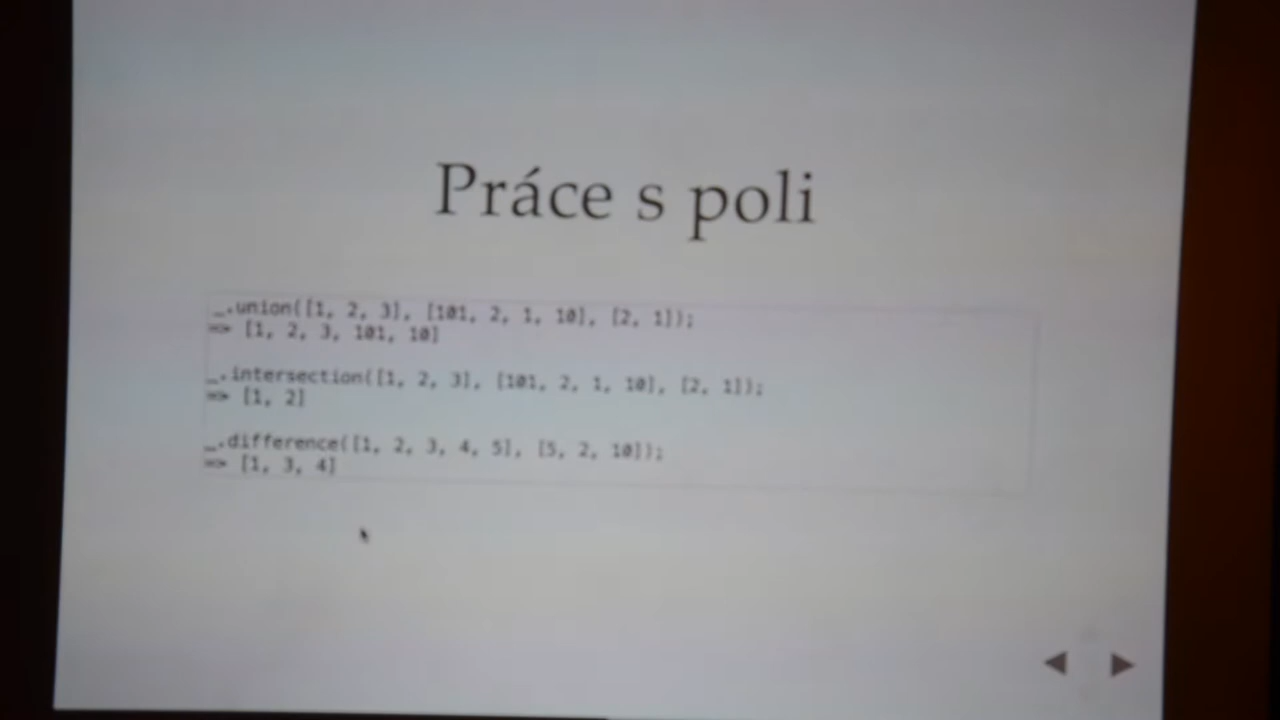 Práce s poli
_.union([1, 2, 3], [101, 2, 1, 10], [2, 1]);
=> [1, 2, 3, 101, 10]
_.intersection([1, 2, 3], [101, 2, 1, 10], [2, 1]);
=> [1, 2]
_.difference([1, 2, 3, 4, 5], [5, 2, 10]);
=> [1, 3, 4]